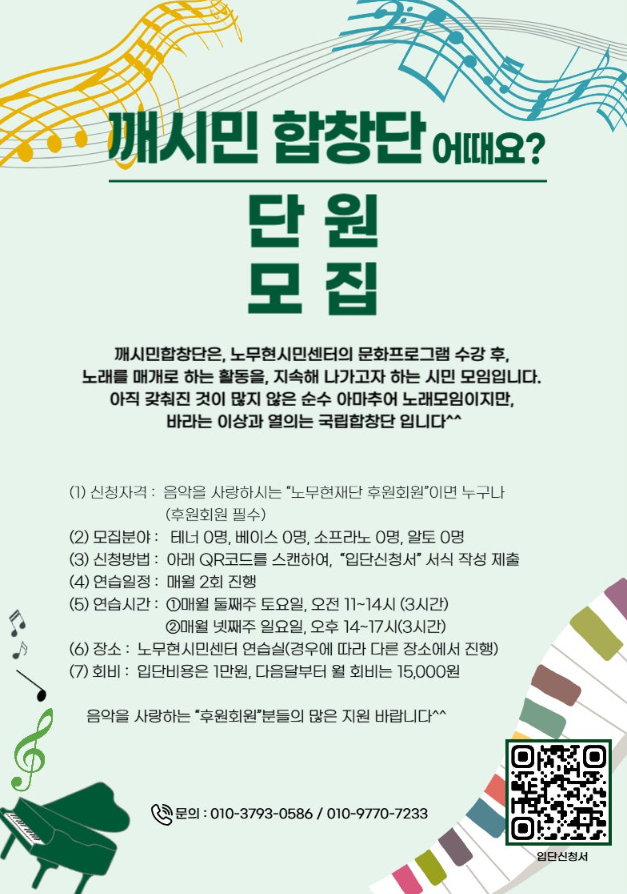 깨시민 합창단 어때요?
단 원
모 집
깨시민합창단은, 노무현시민센터의 문화프로그램 수강 후,
노래를 매개로 하는 활동을, 지속해 나가고자 하는 시민 모임입니다.
아직 갖춰진 것이 많지 않은 순수 아마추어 노래모임이지만,
바라는 이상과 열의는 국립합창단 입니다^^
(1) 신청자격 : 음악을 사랑하시는 “노무현재단 후원회원”이면 누구나
(후원회원 필수)
(2) 모집분야 : 테너 0명, 베이스 0명, 소프라노 0명, 알토 0명
(3) 신청방법 : 아래 QR코드를 스캔하여, “입단신청서” 서식 작성 제출
(4) 연습일정 : 매월 2회 진행
(5) 연습시간 : ①매월 둘째주 토요일, 오전 11~14시 (3시간)
②매월 넷째주 일요일, 오후 14~17시(3시간)
(6) 장소 : 노무현시민센터 연습실(경우에 따라 다른 장소에서 진행)
(7) 회비 : 입단비용은 1만원, 다음달부터 월 회비는 15,000원
음악을 사랑하는 “후원회원”분들의 많은 지원 바랍니다^^
문의 : 010-3793-0586 / 010-9770-7233
입단신청서